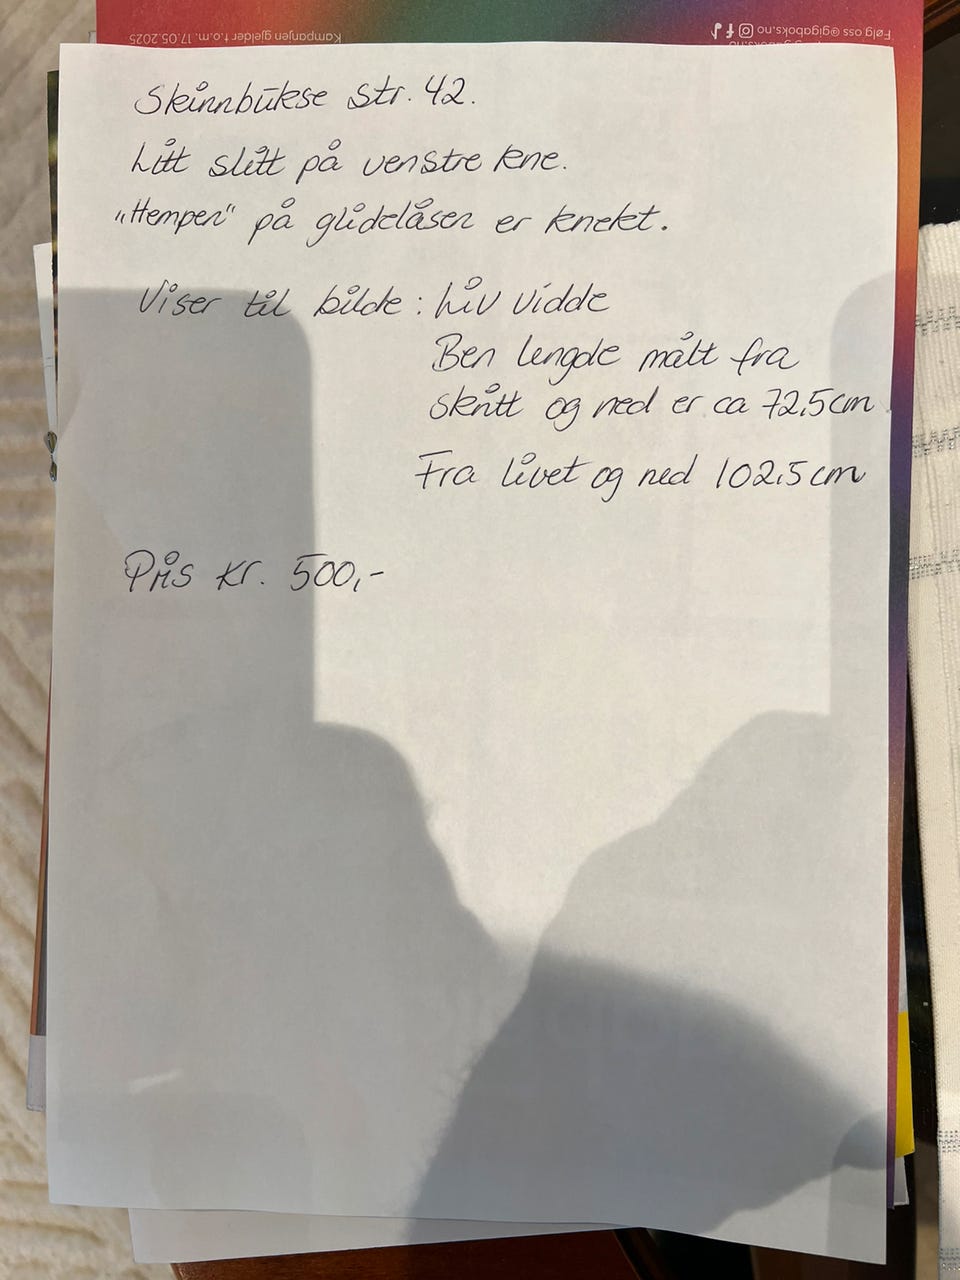 Kampanjen gjelder t.o.m. 17.05.2025
Følg oss @gigaboks.no
Skinnbukse str. 42.
Litt slitt på venstre kne.
"Hempen" på glidelåsen er knekt.
Viser til bilde : Liv vidde
Ben lengde målt fra
skritt og ned er ca 72,5cm
Fra livet og ned 102,5cm
Pris kr. 500,-